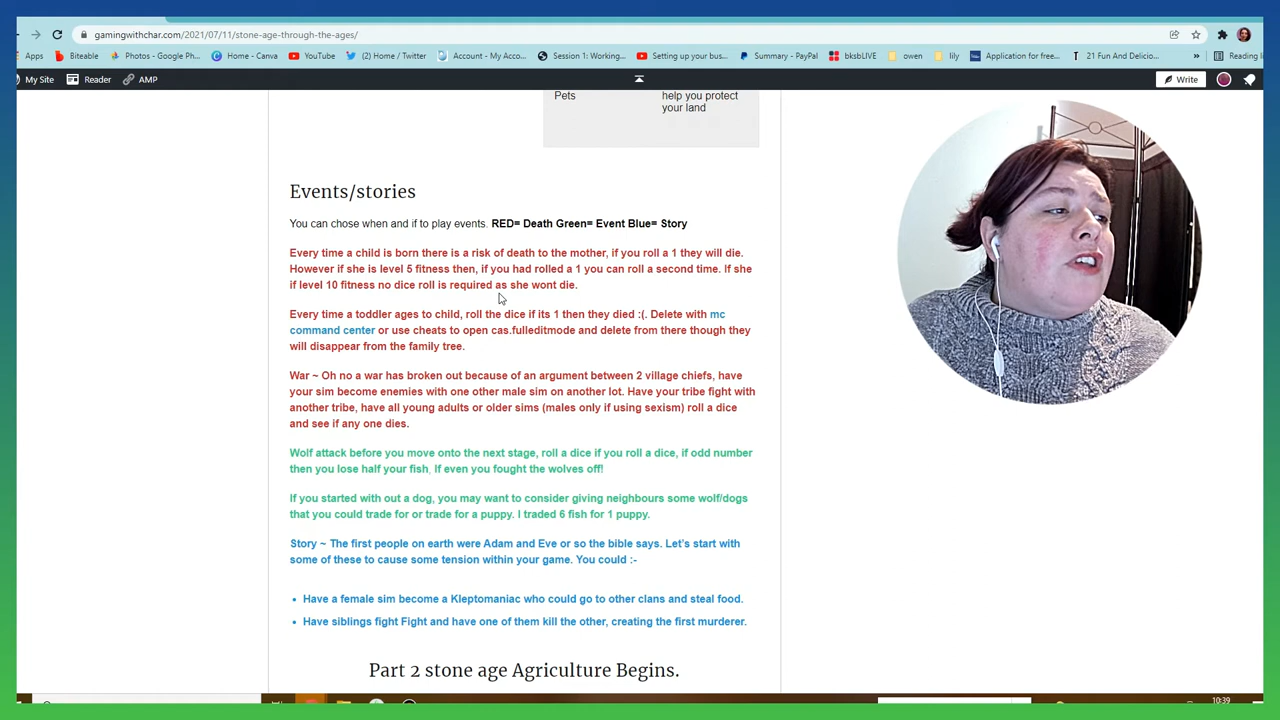 gamingwithchar.com/2021/07/11/stone-age-through-the-ages/
Apps Biteable Photos - Google Ph... Home - Canva YouTube (2) Home / Twitter Account - My Acco... Session 1: Working... Setting up your bus... Summary - PayPal bksbLIVE owen lily Application for free... 21 Fun And Delicio... » Reading li
My Site Reader AMP Write
Pets
help you protect
your land
Events/stories
You can chose when and if to play events. RED= Death Green= Event Blue= Story
Every time a child is born there is a risk of death to the mother, if you roll a 1 they will die.
However if she is level 5 fitness then, if you had rolled a 1 you can roll a second time. If she
if level 10 fitness no dice roll is required as she wont die.
Every time a toddler ages to child, roll the dice if its 1 then they died :(. Delete with mc
command center or use cheats to open cas.fulleditmode and delete from there though they
will disappear from the family tree.
War ~ Oh no a war has broken out because of an argument between 2 village chiefs, have
your sim become enemies with one other male sim on another lot. Have your tribe fight with
another tribe, have all young adults or older sims (males only if using sexism) roll a dice
and see if any one dies.
Wolf attack before you move onto the next stage, roll a dice if you roll a dice, if odd number
then you lose half your fish. If even you fought the wolves off!
If you started with out a dog, you may want to consider giving neighbours some wolf/dogs
that you could trade for or trade for a puppy. I traded 6 fish for 1 puppy.
Story ~ The first people on earth were Adam and Eve or so the bible says. Let's start with
some of these to cause some tension within your game. You could :-
• Have a female sim become a Kleptomaniac who could go to other clans and steal food.
• Have siblings fight Fight and have one of them kill the other, creating the first murderer.
Part 2 stone age Agriculture Begins.
10:39